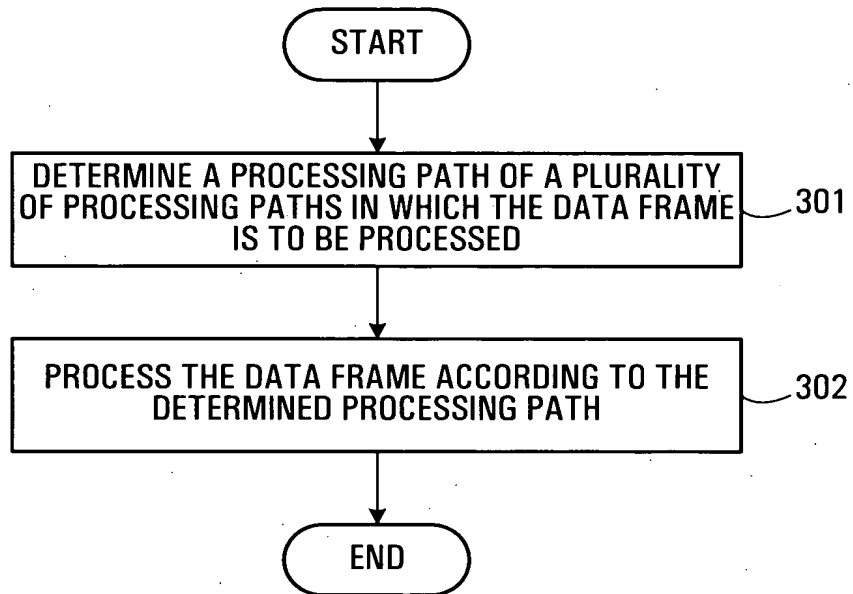 START
DETERMINE A PROCESSING PATH OF A PLURALITY
OF PROCESSING PATHS IN WHICH THE DATA FRAME
IS TO BE PROCESSED
301
PROCESS THE DATA FRAME ACCORDING TO THE
DETERMINED PROCESSING PATH
302
END